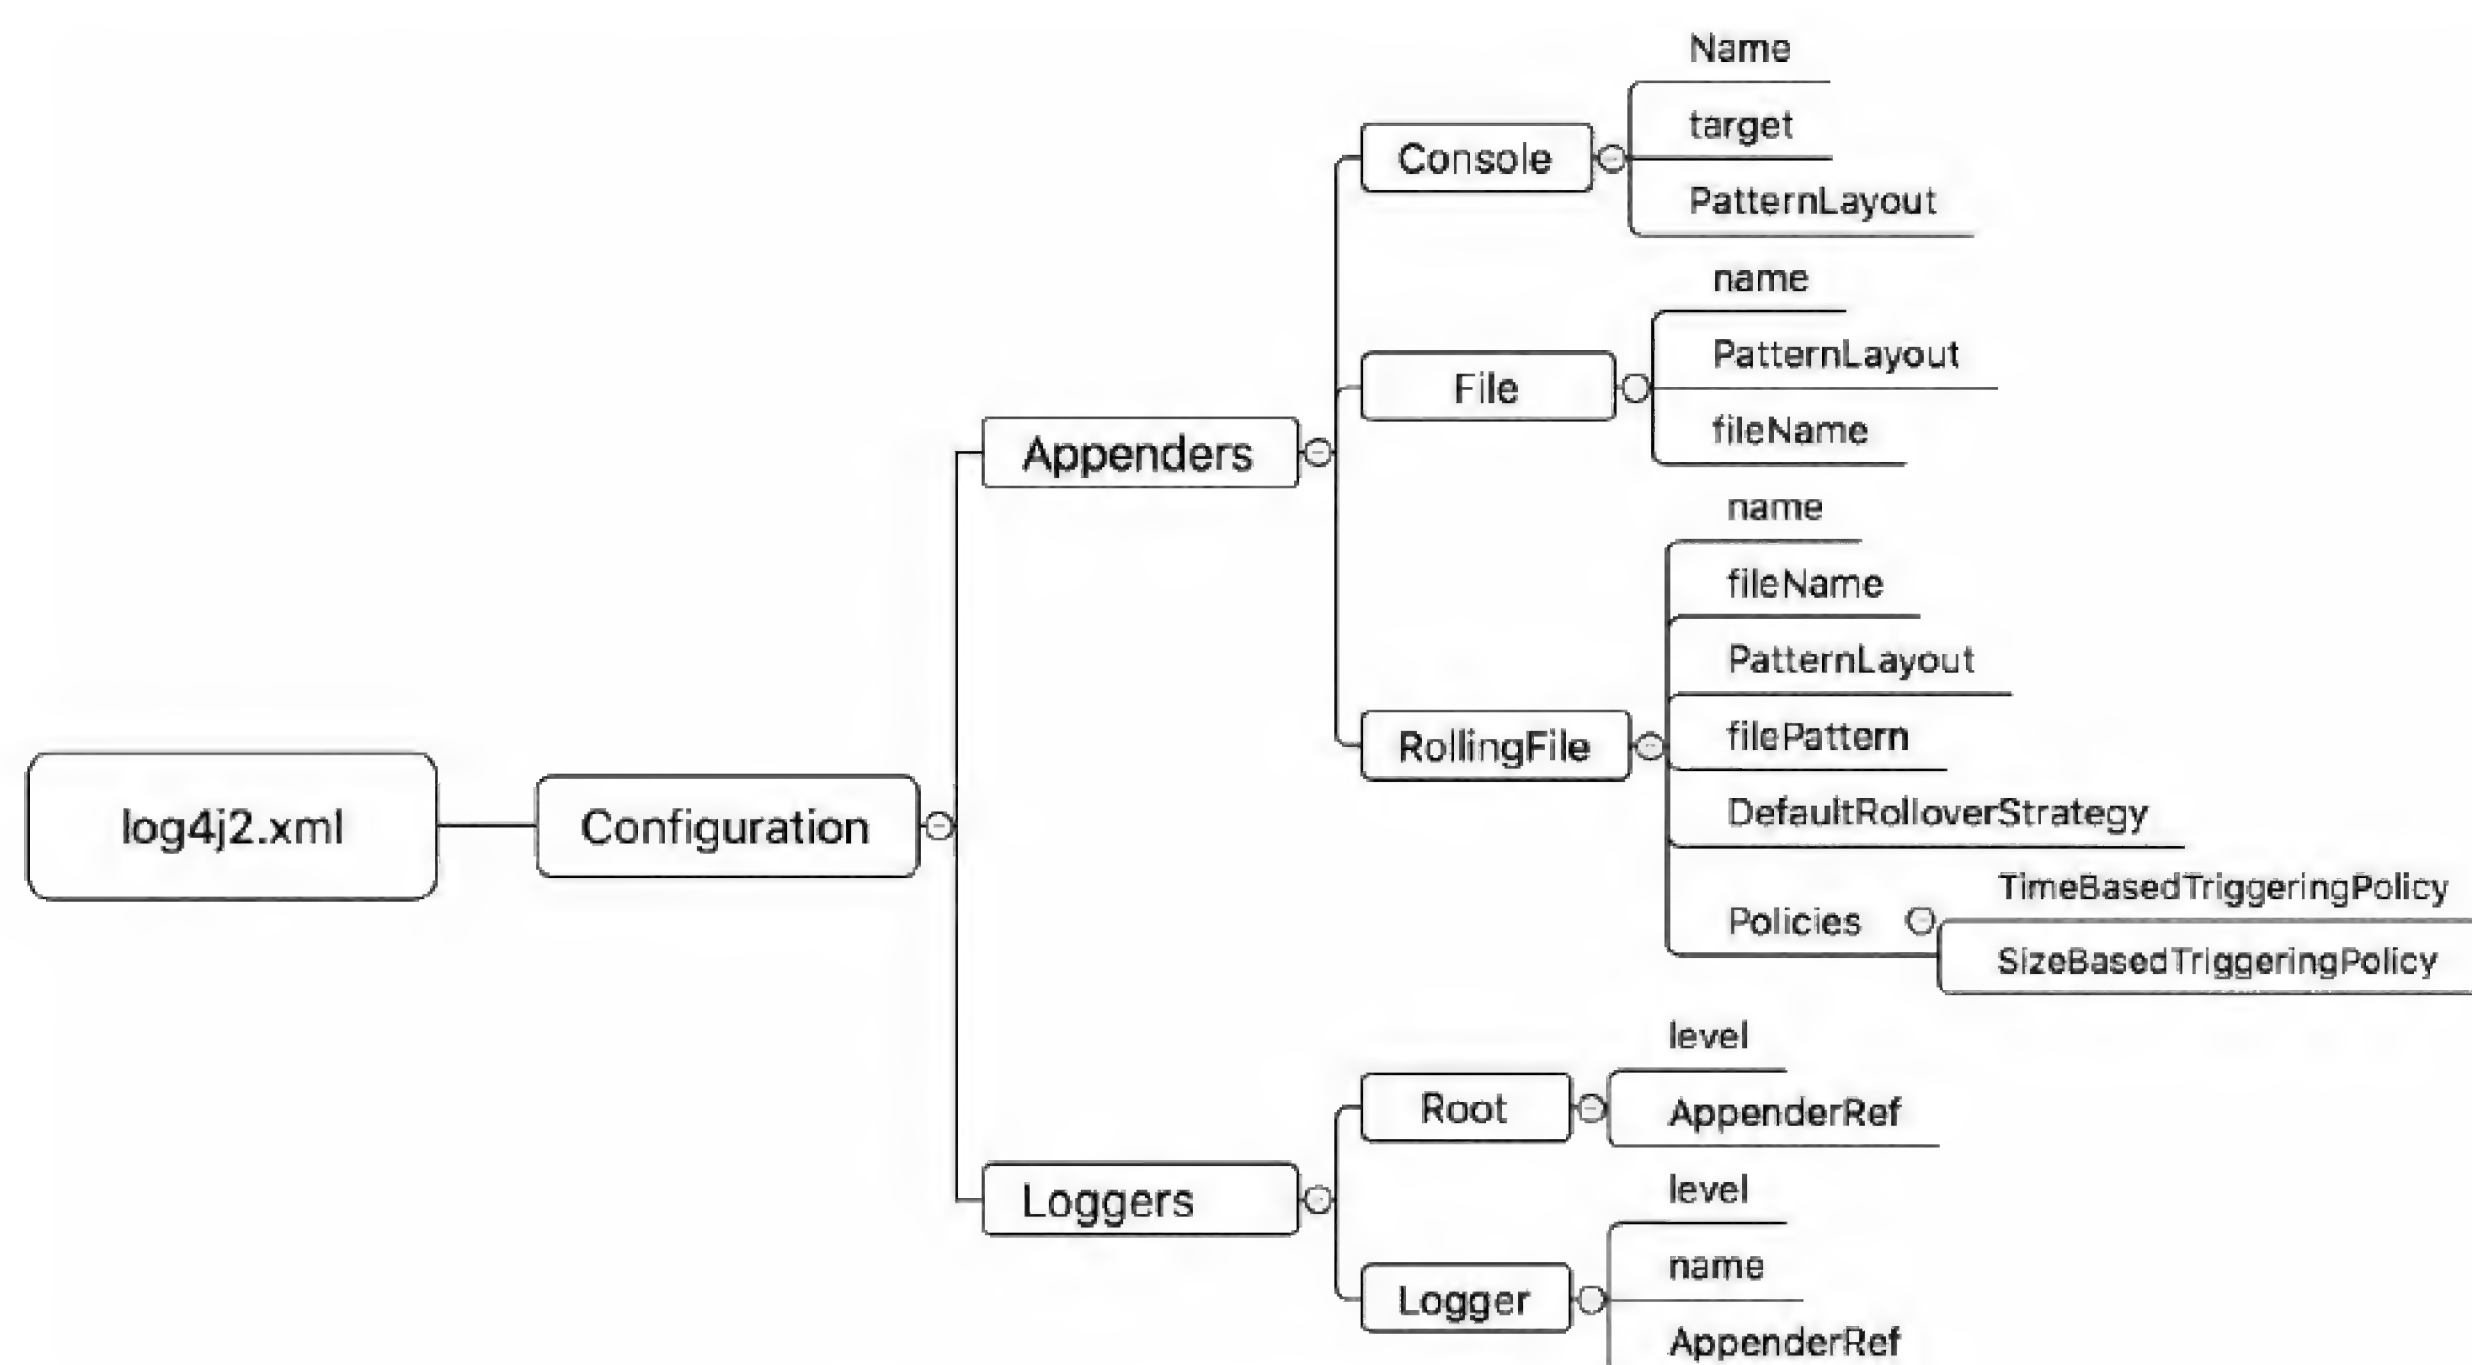 log4j2.xml
Configuration
Appenders
Console
Name
target
PatternLayout
File
name
PatternLayout
fileName
RollingFile
name
fileName
PatternLayout
filePattern
DefaultRolloverStrategy
Policies
TimeBasedTriggeringPolicy
SizeBasedTriggeringPolicy
Loggers
Root
level
AppenderRef
Logger
level
name
AppenderRef